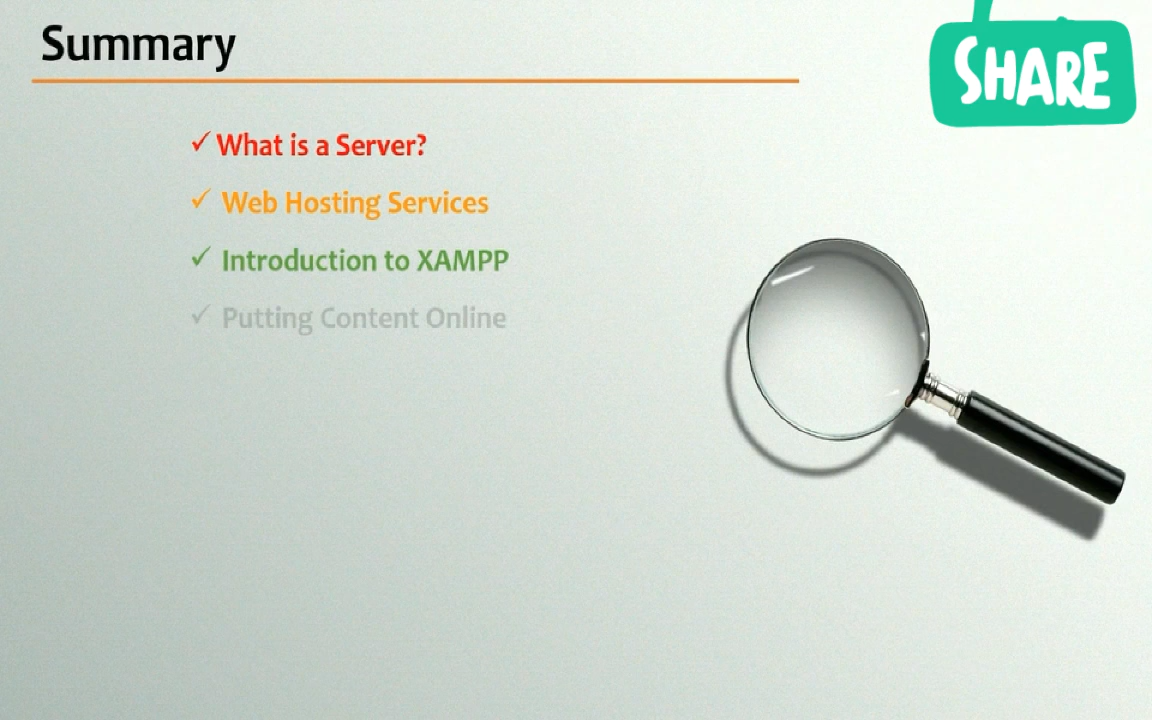 Summary
SHARE
✓ What is a Server?
✓ Web Hosting Services
✓ Introduction to XAMPP
✓ Putting Content Online